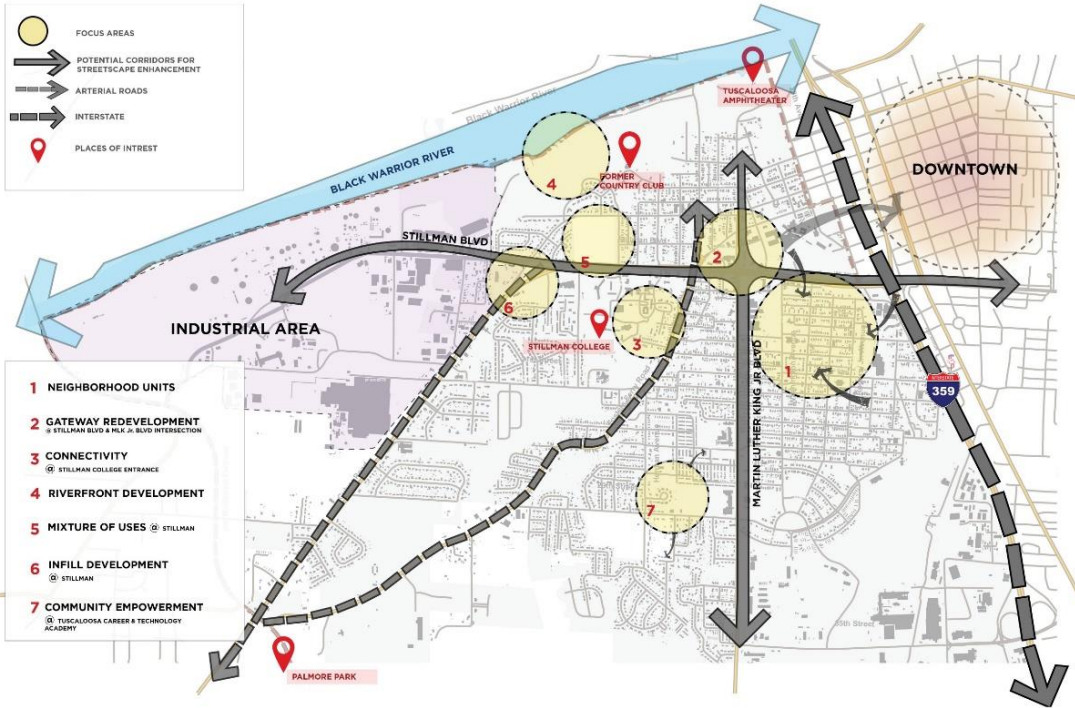 FOCUS AREAS
POTENTIAL CORRIDORS FOR
STREETSCAPE ENHANCEMENT
ARTERIAL ROADS
INTERSTATE
PLACES OF INTREST
Black Warrior River
BLACK WARRIOR RIVER
TUSCALOOSA
AMPHITHEATER
DOWNTOWN
4
FORMER
COUNTRY CLUB
STILLMAN BLVD
5
2
6
INDUSTRIAL AREA
STILLMAN COLLEGE
3
1
MARTIN LUTHER KING JR BLVD
INTERSTATE
359
7
35th Street
PALMORE PARK
1 NEIGHBORHOOD UNITS
2 GATEWAY REDEVELOPMENT
@ STILLMAN BLVD & MLK Jr. BLVD INTERSECTION
3 CONNECTIVITY
@ STILLMAN COLLEGE ENTRANCE
4 RIVERFRONT DEVELOPMENT
5 MIXTURE OF USES @ STILLMAN
6 INFILL DEVELOPMENT
@ STILLMAN
7 COMMUNITY EMPOWERMENT
@ TUSCALOOSA CAREER & TECHNOLOGY
ACADEMY